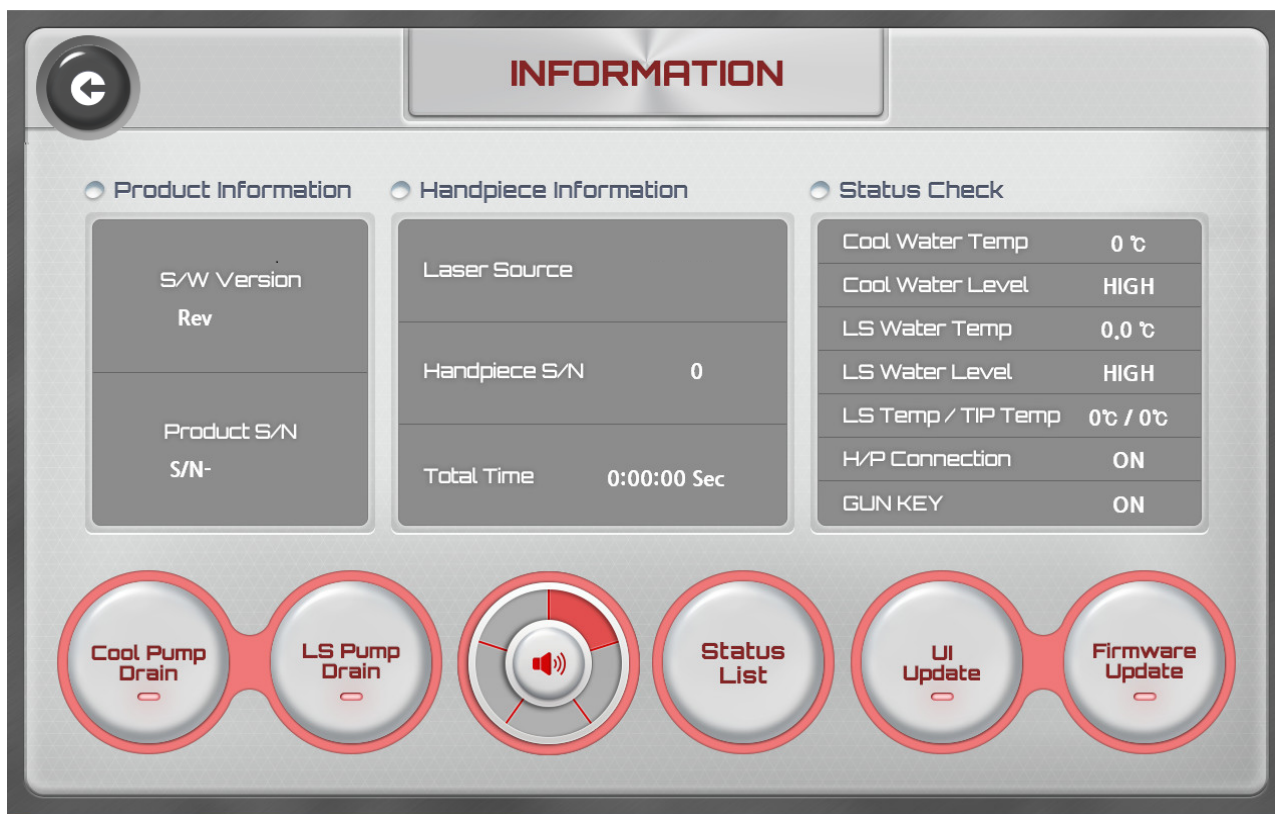 INFORMATION
Product Information
S/W Version
Rev
Product S/N
S/N-
Handpiece Information
Laser Source
Handpiece S/N 0
Total Time 0:00:00 Sec
Status Check
Cool Water Temp 0 ℃
Cool Water Level HIGH
LS Water Temp 0.0 ℃
LS Water Level HIGH
LS Temp / TIP Temp 0℃ / 0℃
H/P Connection ON
GUN KEY ON
Cool Pump
Drain
LS Pump
Drain
Status
List
UI
Update
Firmware
Update